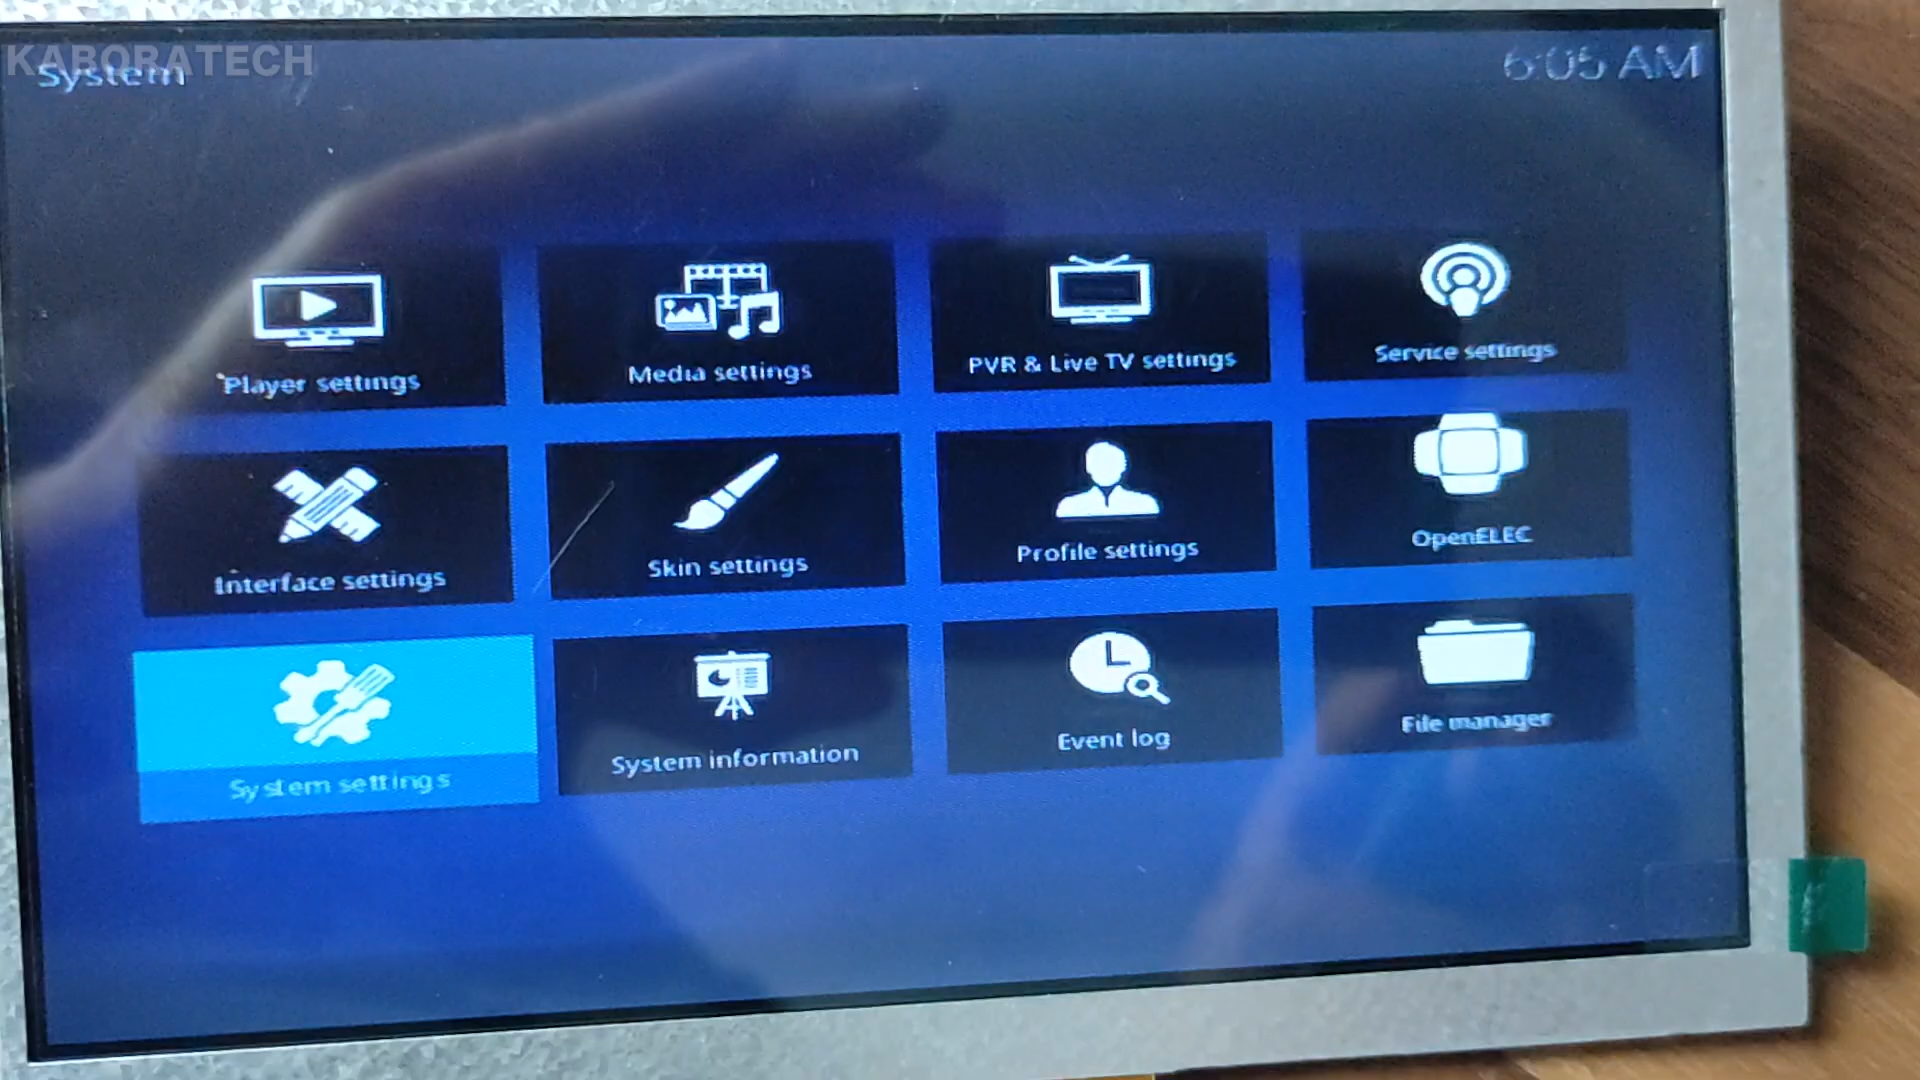 KABORATECH
System
6:05 AM
Player settings
Media settings
PVR & Live TV settings
Service settings
Interface settings
Skin settings
Profile settings
OpenELEC
System settings
System information
Event log
File manager